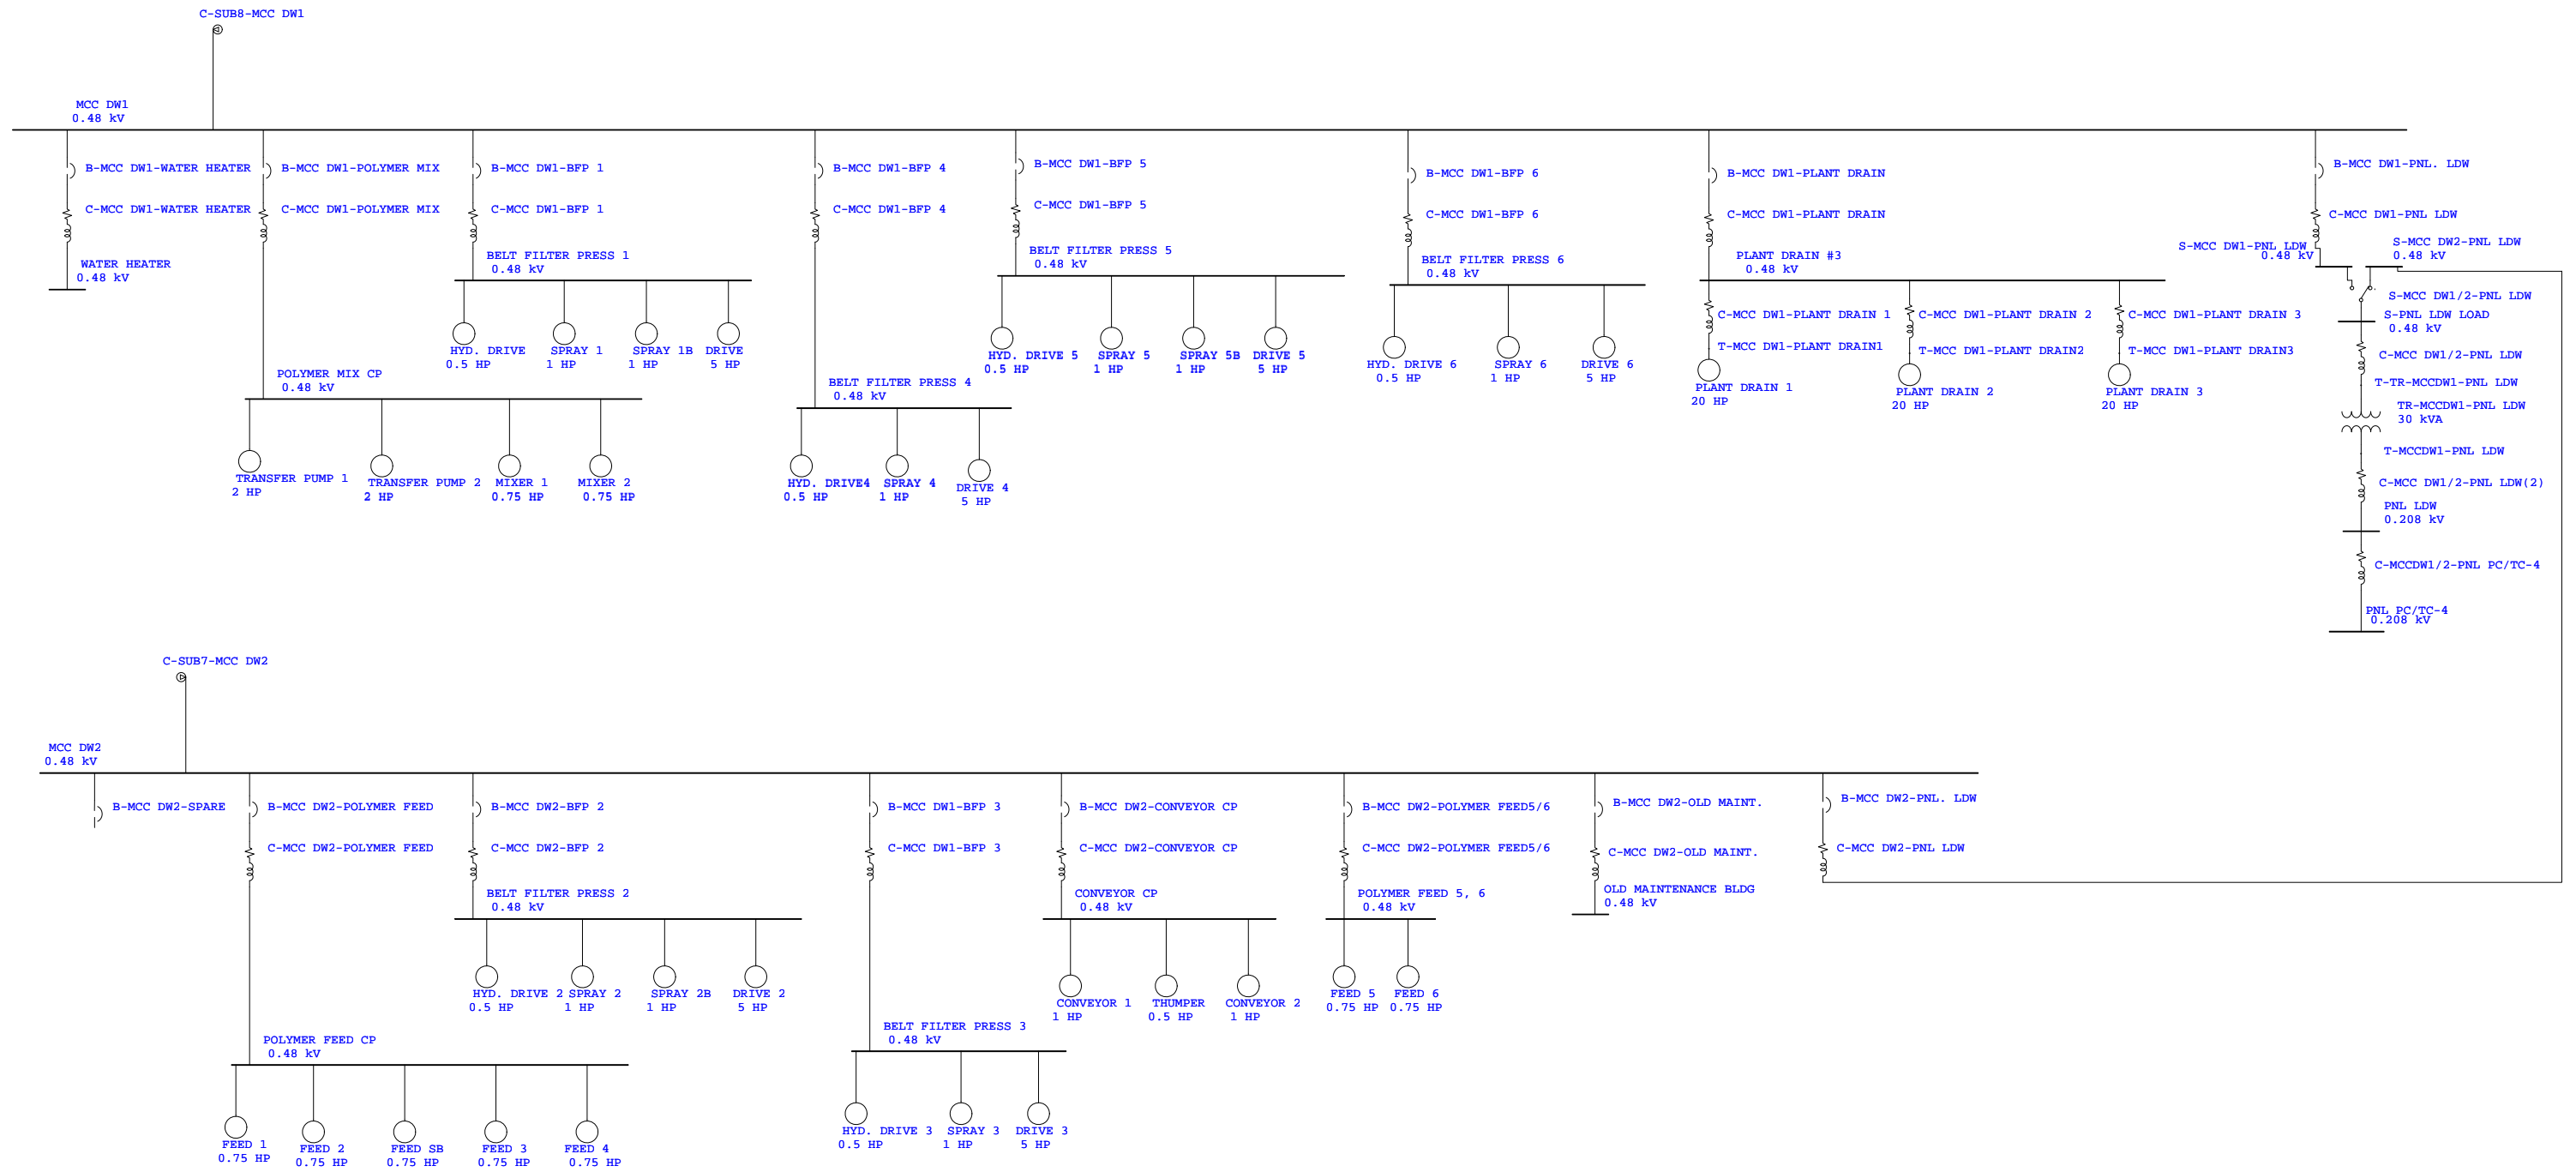 C-SUB8-MCC DW1
MCC DW1
0.48 kV
B-MCC DW1-WATER HEATER
C-MCC DW1-WATER HEATER
WATER HEATER
0.48 kV
B-MCC DW1-POLYMER MIX
C-MCC DW1-POLYMER MIX
POLYMER MIX CP
0.48 kV
TRANSFER PUMP 1
2 HP
TRANSFER PUMP 2
2 HP
MIXER 1
0.75 HP
MIXER 2
0.75 HP
B-MCC DW1-BFP 1
C-MCC DW1-BFP 1
BELT FILTER PRESS 1
0.48 kV
HYD. DRIVE
0.5 HP
SPRAY 1
1 HP
SPRAY 1B
1 HP
DRIVE
5 HP
B-MCC DW1-BFP 4
C-MCC DW1-BFP 4
BELT FILTER PRESS 4
0.48 kV
HYD. DRIVE4
0.5 HP
SPRAY 4
1 HP
DRIVE 4
5 HP
B-MCC DW1-BFP 5
C-MCC DW1-BFP 5
BELT FILTER PRESS 5
0.48 kV
HYD. DRIVE 5
0.5 HP
SPRAY 5
1 HP
SPRAY 5B
1 HP
DRIVE 5
5 HP
B-MCC DW1-BFP 6
C-MCC DW1-BFP 6
BELT FILTER PRESS 6
0.48 kV
HYD. DRIVE 6
0.5 HP
SPRAY 6
1 HP
DRIVE 6
5 HP
B-MCC DW1-PLANT DRAIN
C-MCC DW1-PLANT DRAIN
PLANT DRAIN #3
0.48 kV
C-MCC DW1-PLANT DRAIN 1
T-MCC DW1-PLANT DRAIN1
PLANT DRAIN 1
20 HP
C-MCC DW1-PLANT DRAIN 2
T-MCC DW1-PLANT DRAIN2
PLANT DRAIN 2
20 HP
C-MCC DW1-PLANT DRAIN 3
T-MCC DW1-PLANT DRAIN3
PLANT DRAIN 3
20 HP
B-MCC DW1-PNL. LDW
C-MCC DW1-PNL LDW
S-MCC DW1-PNL LDW
0.48 kV
S-MCC DW2-PNL LDW
0.48 kV
S-MCC DW1/2-PNL LDW
S-PNL LDW LOAD
0.48 kV
C-MCC DW1/2-PNL LDW
T-TR-MCCDW1-PNL LDW
TR-MCCDW1-PNL LDW
30 kVA
T-MCCDW1-PNL LDW
C-MCC DW1/2-PNL LDW(2)
PNL LDW
0.208 kV
C-MCCDW1/2-PNL PC/TC-4
PNL PC/TC-4
0.208 kV
C-SUB7-MCC DW2
MCC DW2
0.48 kV
B-MCC DW2-SPARE
B-MCC DW2-POLYMER FEED
C-MCC DW2-POLYMER FEED
POLYMER FEED CP
0.48 kV
FEED 1
0.75 HP
FEED 2
0.75 HP
FEED SB
0.75 HP
FEED 3
0.75 HP
FEED 4
0.75 HP
B-MCC DW2-BFP 2
C-MCC DW2-BFP 2
BELT FILTER PRESS 2
0.48 kV
HYD. DRIVE 2
0.5 HP
SPRAY 2
1 HP
SPRAY 2B
1 HP
DRIVE 2
5 HP
B-MCC DW1-BFP 3
C-MCC DW1-BFP 3
BELT FILTER PRESS 3
0.48 kV
HYD. DRIVE 3
0.5 HP
SPRAY 3
1 HP
DRIVE 3
5 HP
B-MCC DW2-CONVEYOR CP
C-MCC DW2-CONVEYOR CP
CONVEYOR CP
0.48 kV
CONVEYOR 1
1 HP
THUMPER
0.5 HP
CONVEYOR 2
1 HP
B-MCC DW2-POLYMER FEED5/6
C-MCC DW2-POLYMER FEED5/6
POLYMER FEED 5, 6
0.48 kV
FEED 5
0.75 HP
FEED 6
0.75 HP
B-MCC DW2-OLD MAINT.
C-MCC DW2-OLD MAINT.
OLD MAINTENANCE BLDG
0.48 kV
B-MCC DW2-PNL. LDW
C-MCC DW2-PNL LDW